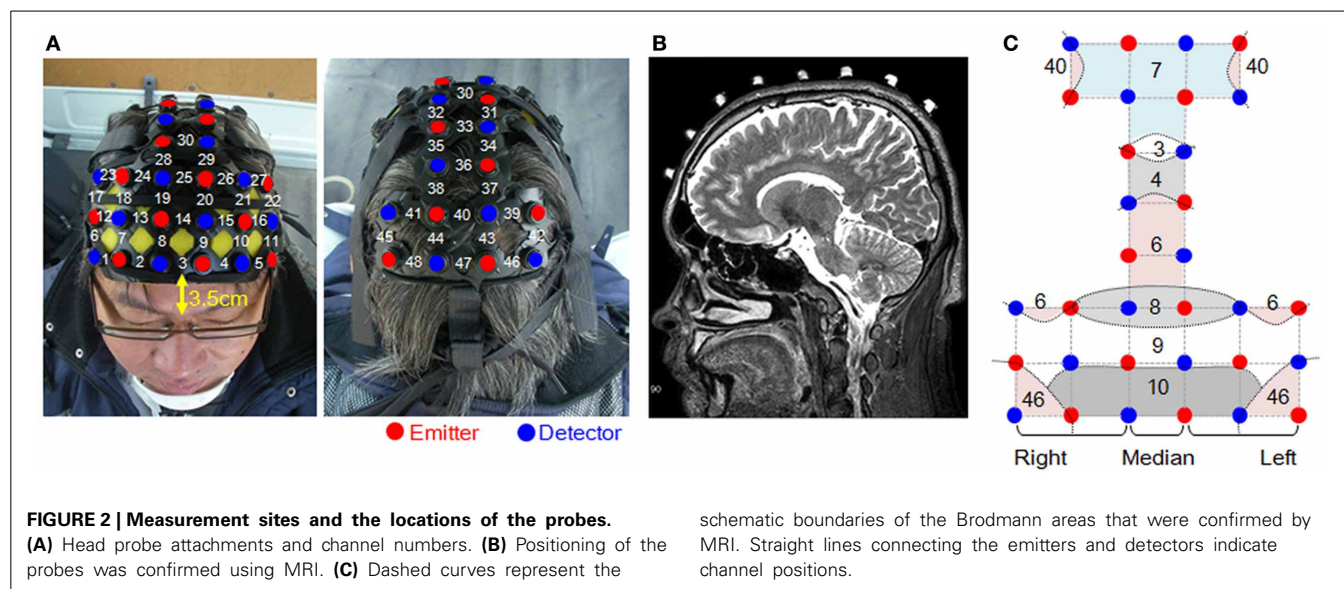 A
B
C
30
28 29
23 24 25 26 27
17 18 19 20 21 22
12 13 14 15 16
6 7 8 9 10 11
1 2 3 4 5
3.5cm
30
32 31
33
35 34
36
38 37
41 40 39
45 44 43 42
48 47 46
90
40 7 40
3
4
6
6 8 6
9
46 10 46
Right Median Left
Emitter Detector
FIGURE 2 | Measurement sites and the locations of the probes.
(A) Head probe attachments and channel numbers. (B) Positioning of the
probes was confirmed using MRI. (C) Dashed curves represent the
schematic boundaries of the Brodmann areas that were confirmed by
MRI. Straight lines connecting the emitters and detectors indicate
channel positions.